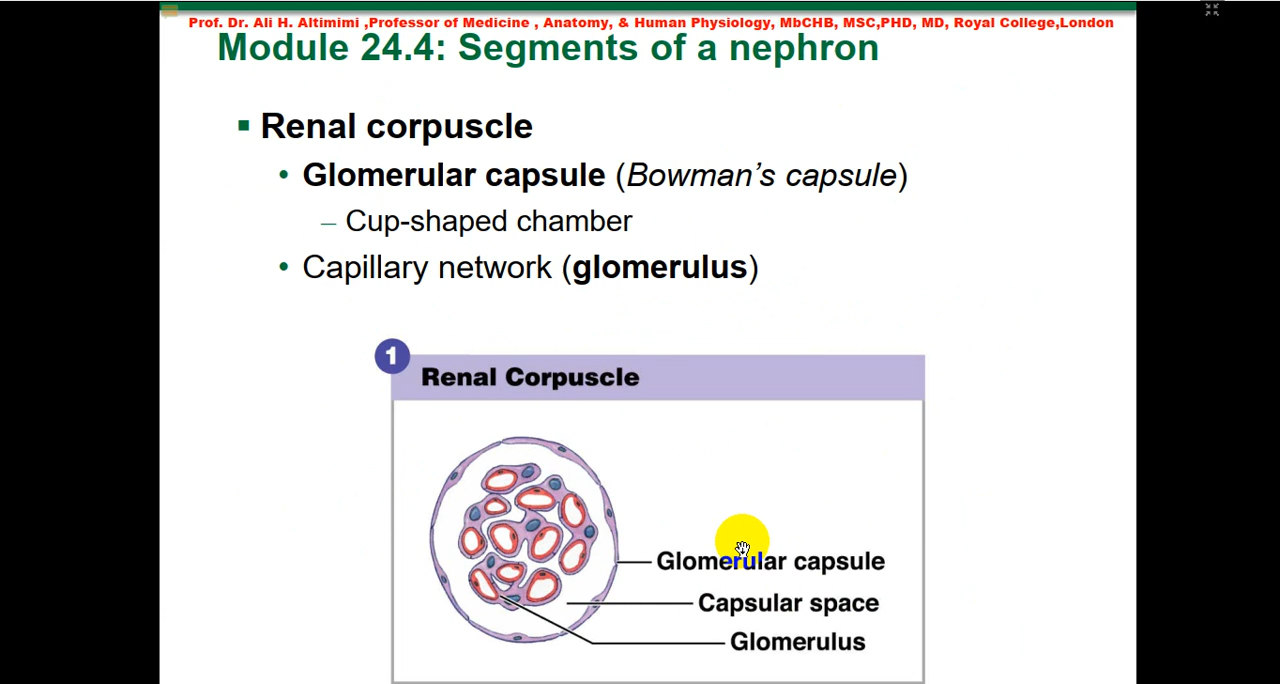 Prof. Dr. Ali H. Altimimi ,Professor of Medicine , Anatomy, & Human Physiology, MbCHB, MSC,PHD, MD, Royal College,London
Module 24.4: Segments of a nephron
▪ Renal corpuscle
• Glomerular capsule (Bowman’s capsule)
– Cup-shaped chamber
• Capillary network (glomerulus)
1
Renal Corpuscle
Glomerular capsule
Capsular space
Glomerulus